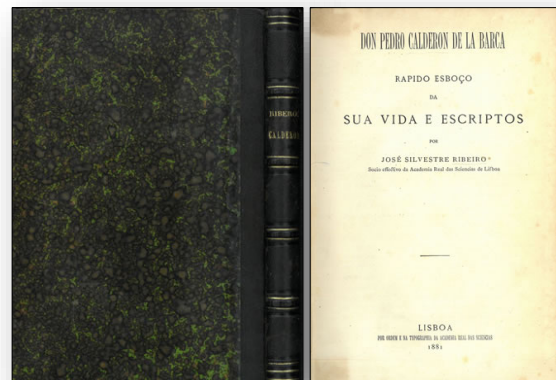 RIBEIRO
CALDERON
DON PEDRO CALDERON DE LA BARCA
RAPIDO ESBOÇO
DA
SUA VIDA E ESCRIPTOS
POR
JOSÉ SILVESTRE RIBEIRO
Socio effectivo da Academia Real das Sciencias de Lisboa
LISBOA
POR ORDEM E NA TYPOGRAPHIA DA ACADEMIA REAL DAS SCIENCIAS
1881